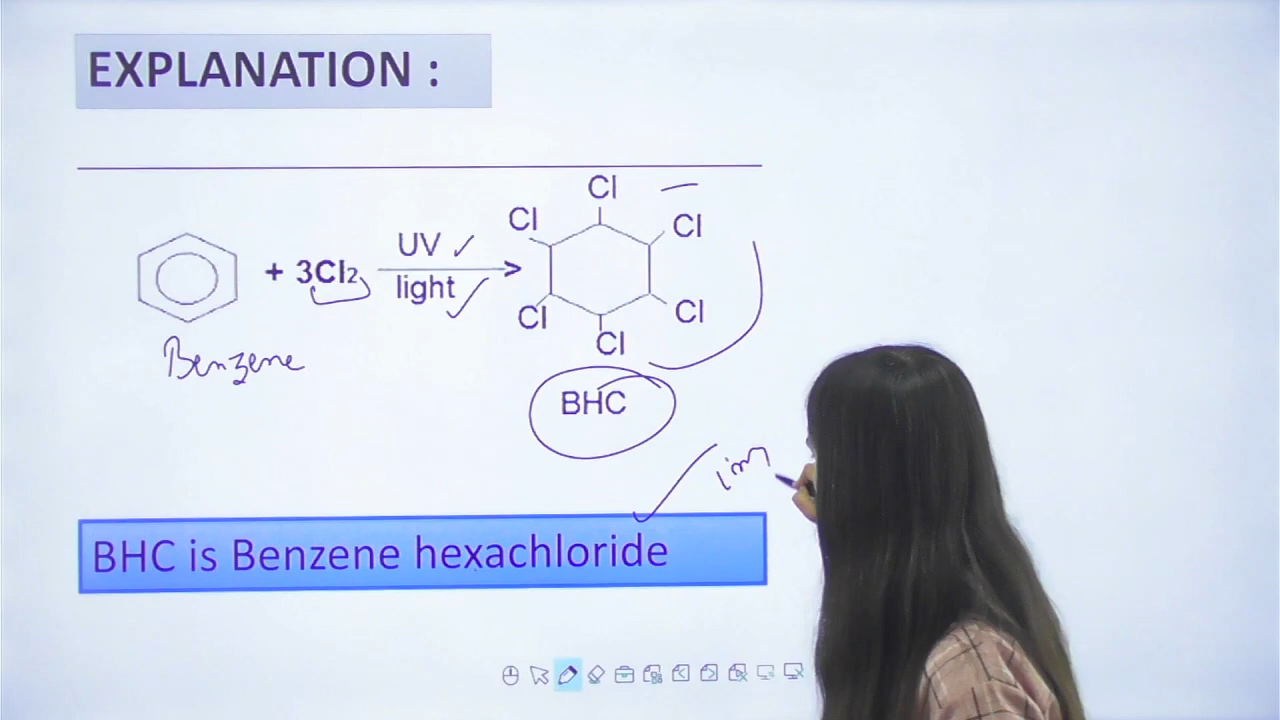 EXPLANATION :
Cl
Cl Cl
UV
+ 3Cl2 >
light
Cl Cl
Cl
Benzene
BHC
BHC is Benzene hexachloride